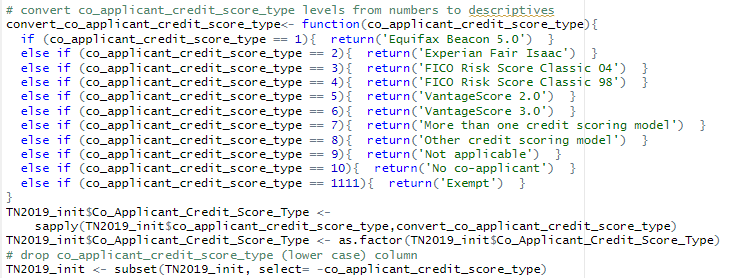 # convert co_applicant_credit_score_type levels from numbers to descriptives
convert_co_applicant_credit_score_type<- function(co_applicant_credit_score_type){
  if (co_applicant_credit_score_type == 1){  return('Equifax Beacon 5.0')  }
  else if (co_applicant_credit_score_type == 2){  return('Experian Fair Isaac')  }
  else if (co_applicant_credit_score_type == 3){  return('FICO Risk Score Classic 04')  }
  else if (co_applicant_credit_score_type == 4){  return('FICO Risk Score Classic 98')  }
  else if (co_applicant_credit_score_type == 5){  return('VantageScore 2.0')  }
  else if (co_applicant_credit_score_type == 6){  return('VantageScore 3.0')  }
  else if (co_applicant_credit_score_type == 7){  return('More than one credit scoring model')  }
  else if (co_applicant_credit_score_type == 8){  return('Other credit scoring model')  }
  else if (co_applicant_credit_score_type == 9){  return('Not applicable')  }
  else if (co_applicant_credit_score_type == 10){  return('No co-applicant')  }
  else if (co_applicant_credit_score_type == 1111){  return('Exempt')  }
}
TN2019_init$Co_Applicant_Credit_Score_Type <-
    sapply(TN2019_init$co_applicant_credit_score_type,convert_co_applicant_credit_score_type)
TN2019_init$Co_Applicant_Credit_Score_Type <- as.factor(TN2019_init$Co_Applicant_Credit_Score_Type)
# drop co_applicant_credit_score_type (lower case) column
TN2019_init <- subset(TN2019_init, select= -co_applicant_credit_score_type)